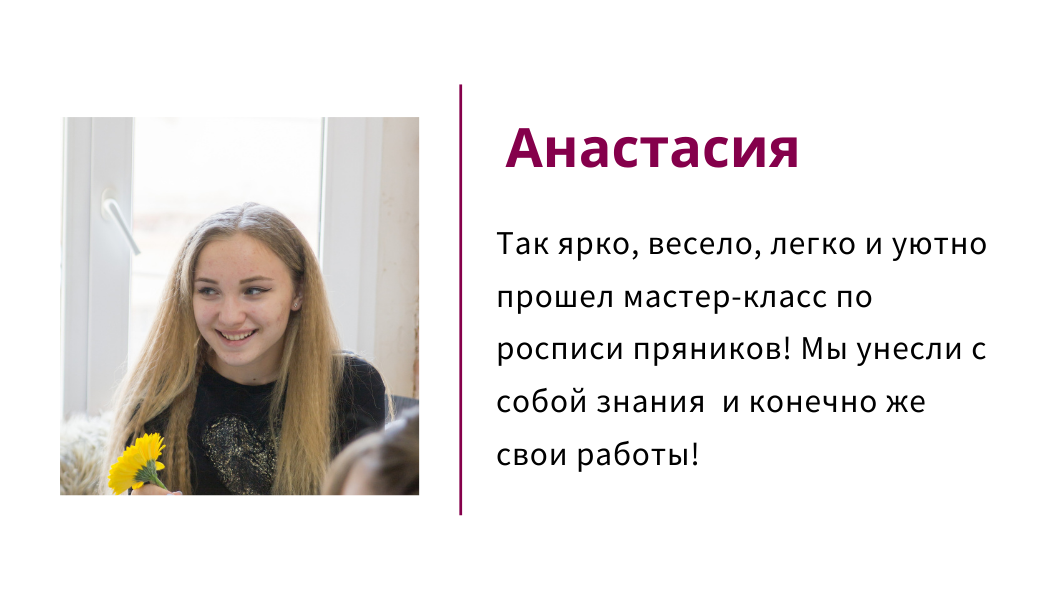 Анастасия
Так ярко, весело, легко и уютно
прошел мастер-класс по
росписи пряников! Мы унесли с
собой знания  и конечно же
свои работы!